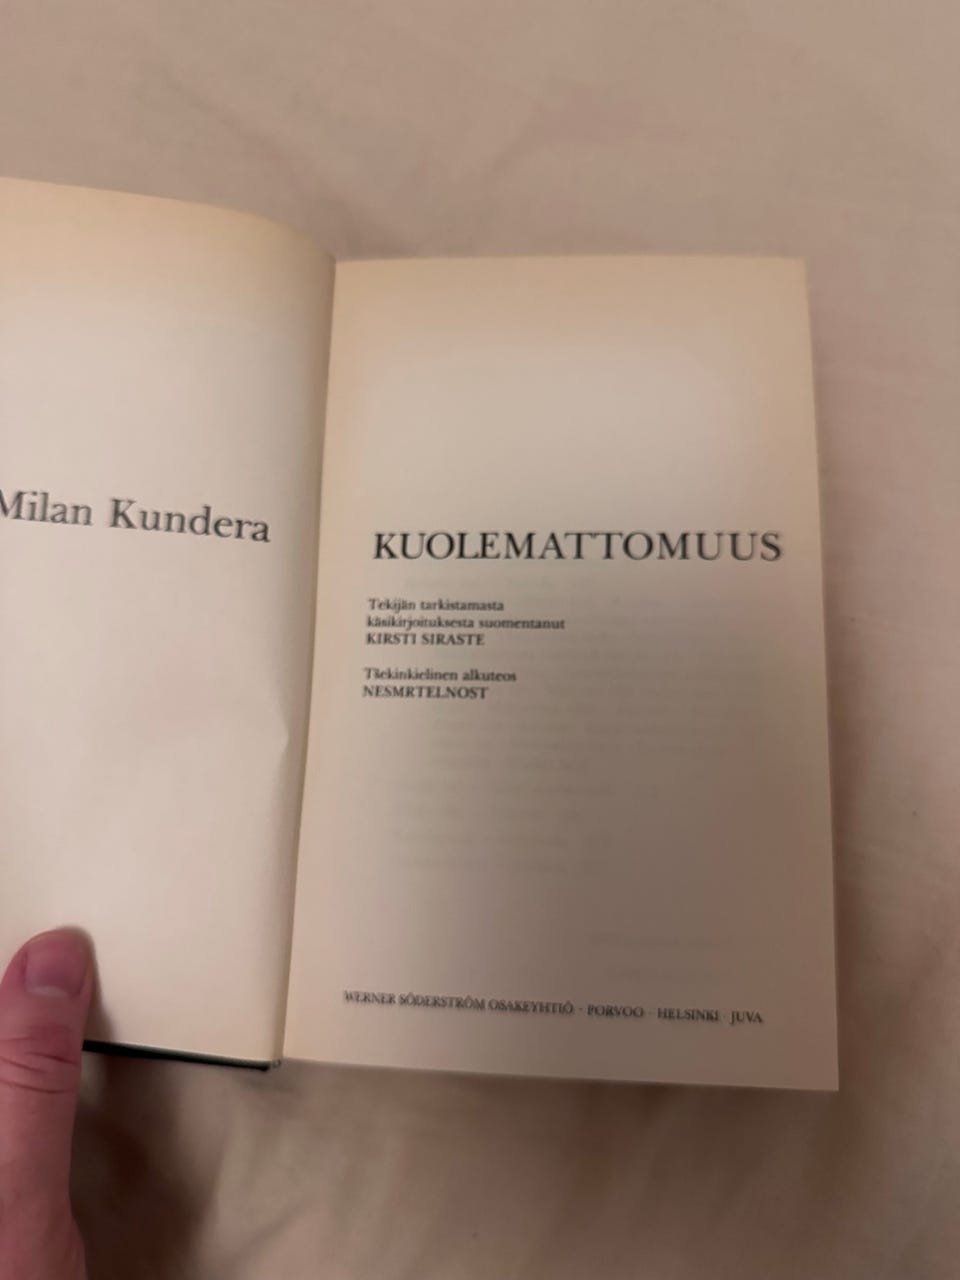 Milan Kundera
KUOLEMATTOMUUS
Tekijän tarkistamasta
käsikirjoituksesta suomentanut
KIRSTI SIRASTE
Tšekinkielinen alkuteos
NESMRTELNOST
WERNER SÖDERSTRÖM OSAKEYHTIÖ · PORVOO · HELSINKI · JUVA